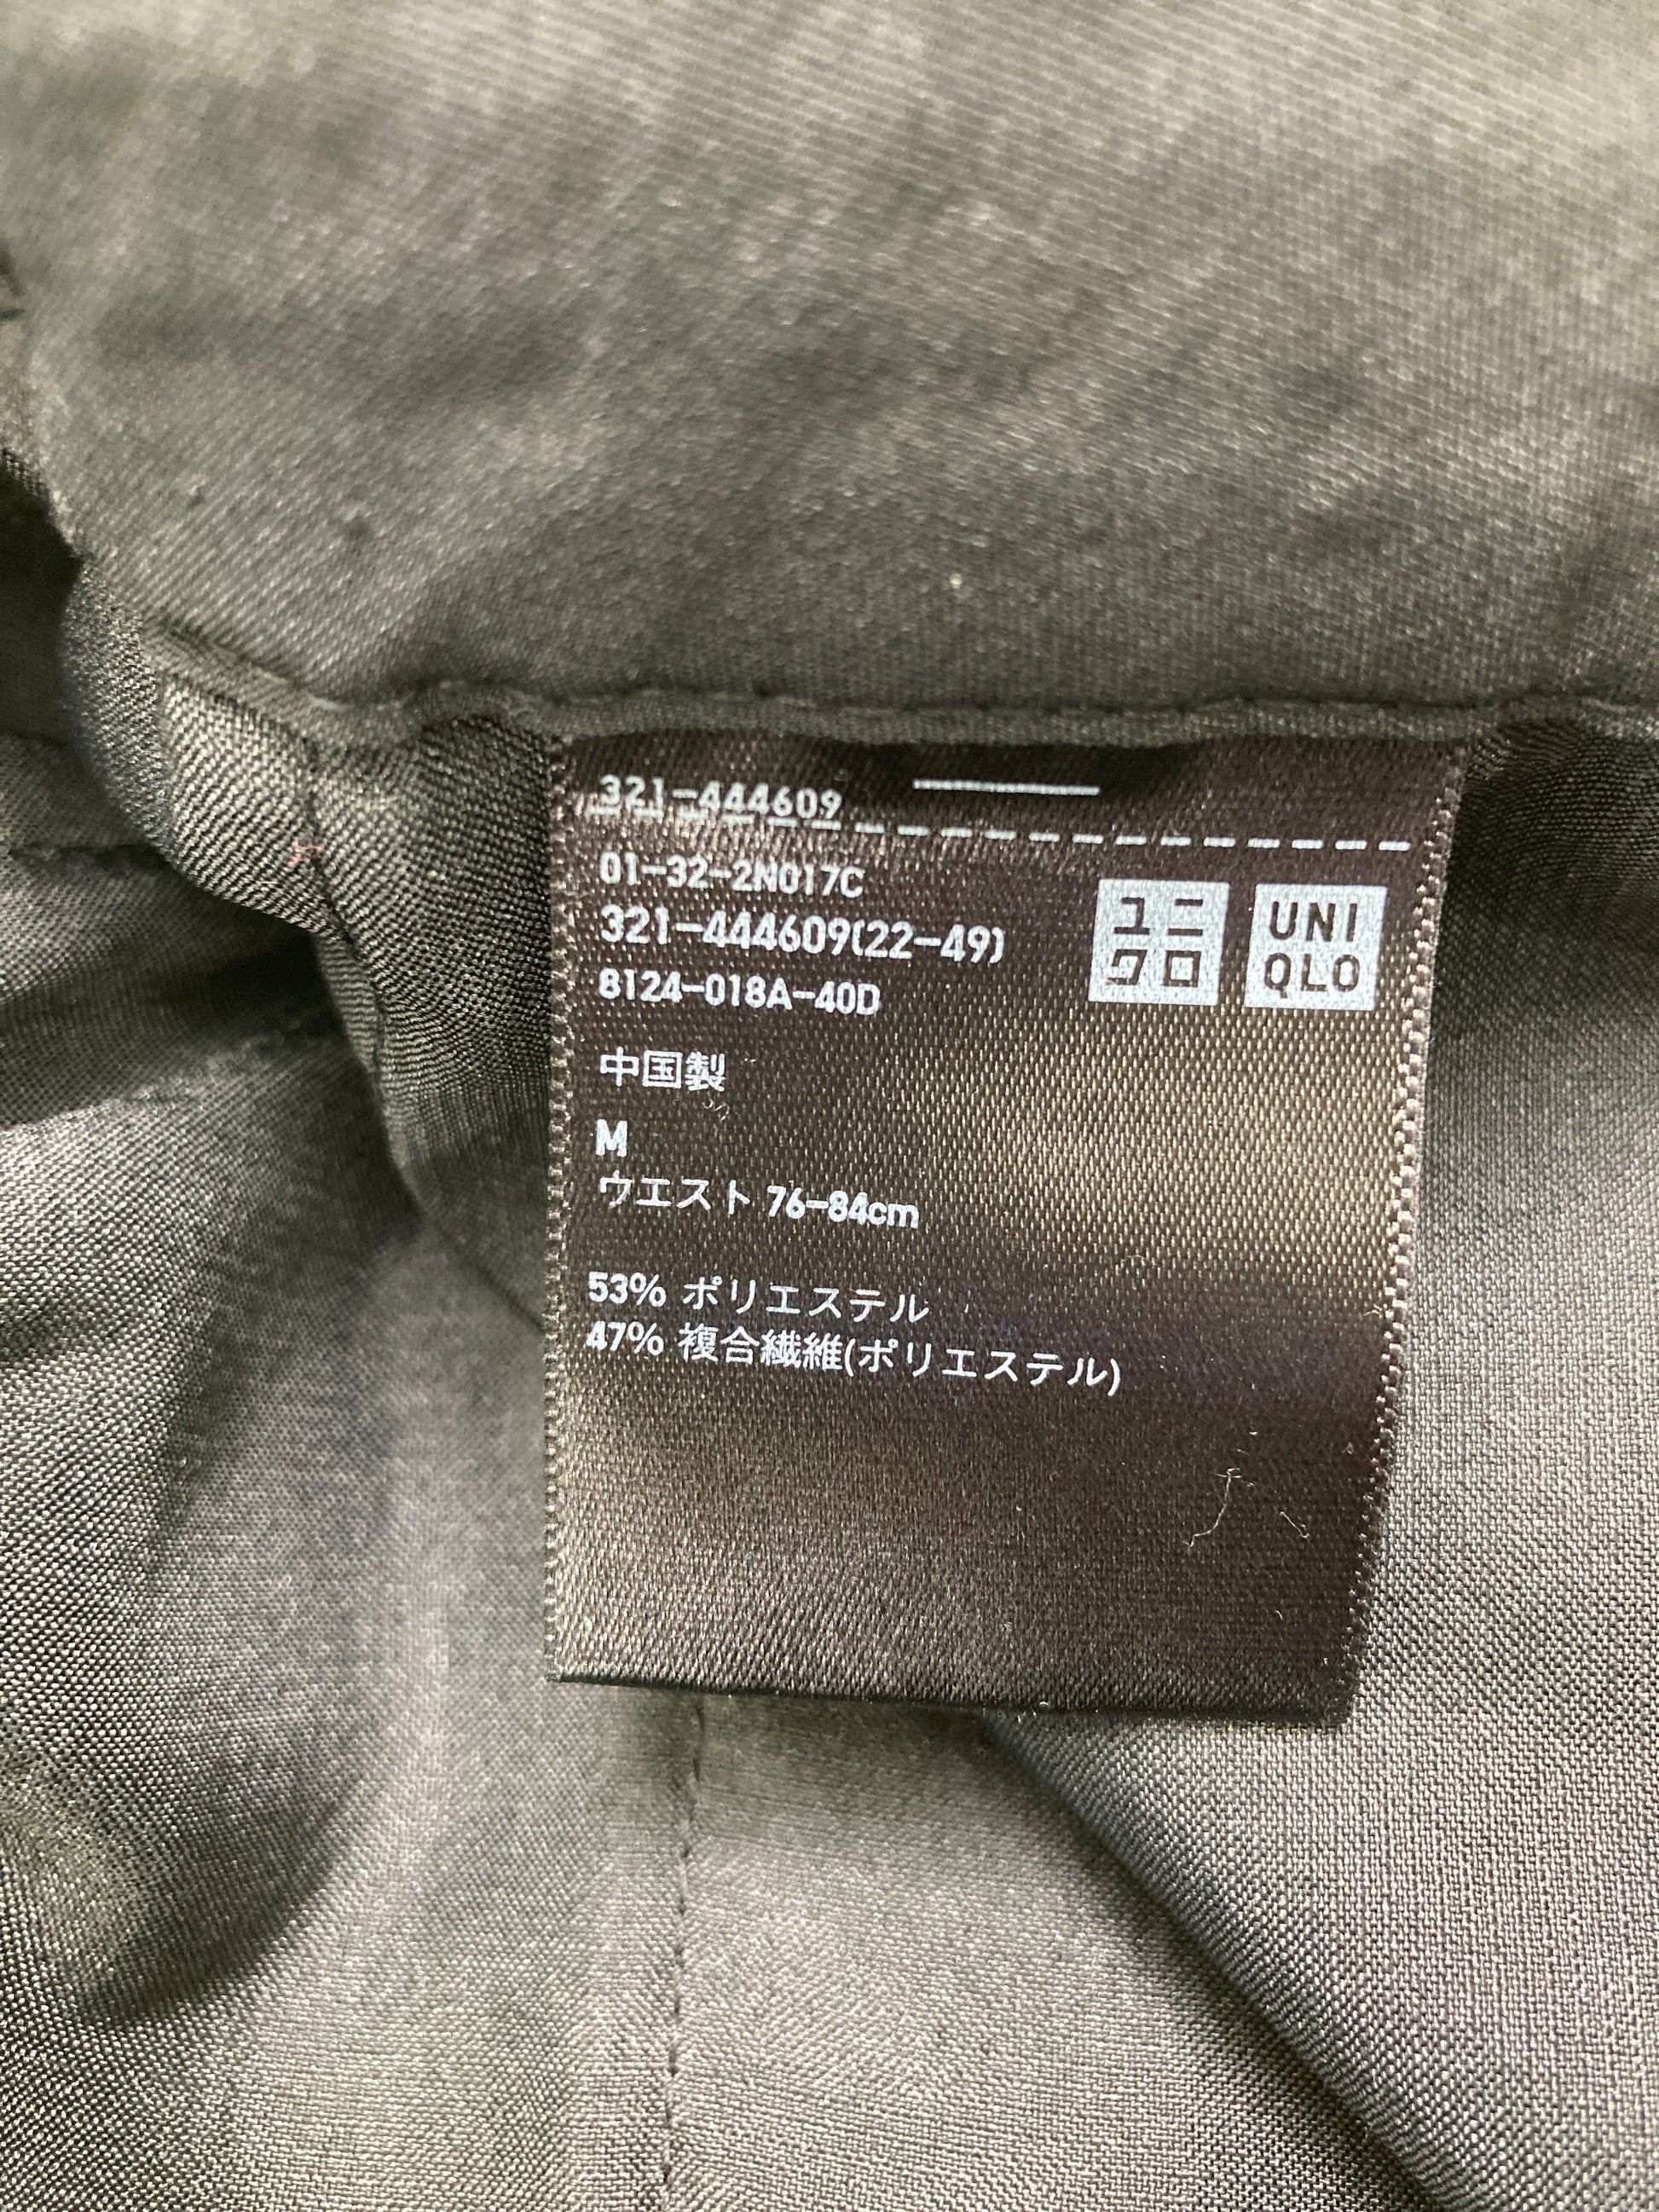 321-444609
01-32-2N017C
321-444609(22-49)
8124-018A-40D
ユニ
クロ
UNI
QLO
中国製
M
ウエスト 76-84cm
53% ポリエステル
47% 複合繊維(ポリエステル)